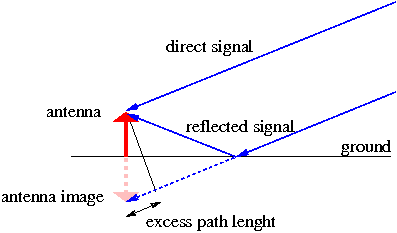 direct signal
antenna
reflected signal
ground
antenna image
excess path lenght